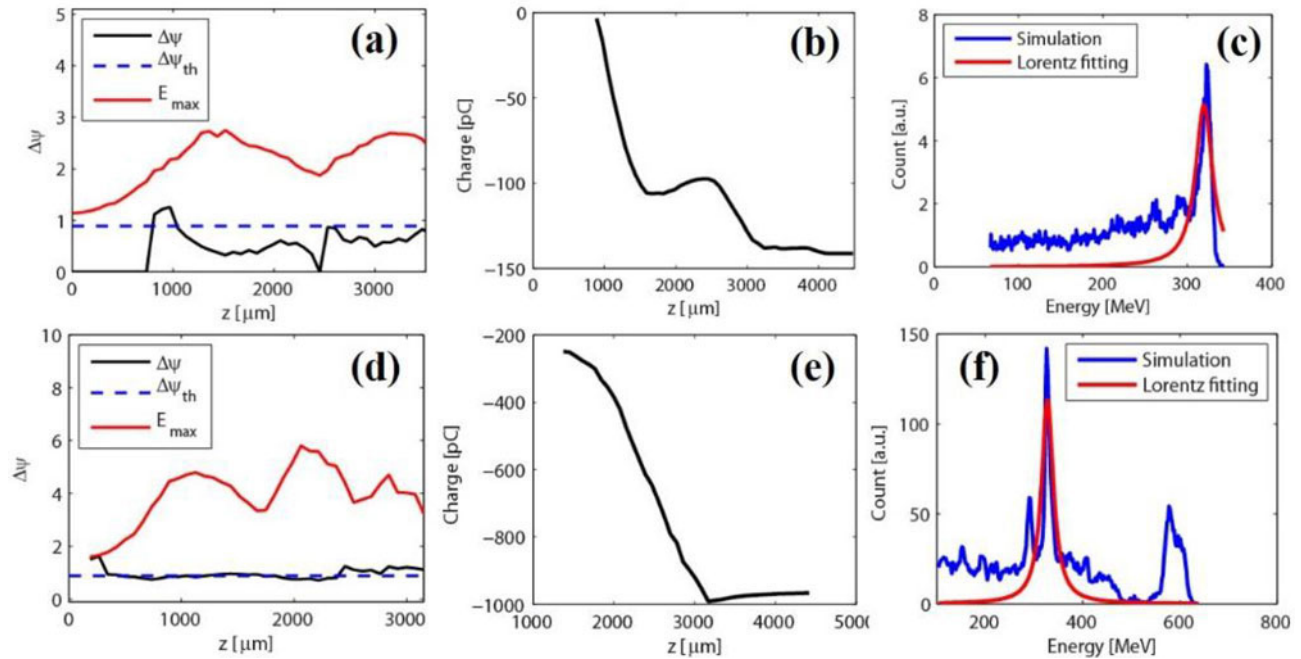 (a)
Δψ
Δψth
E max
5
4
3
2
1
0
Δψ
0 1000 2000 3000
z [μm]
(b)
0
−50
−100
−150
Charge [pC]
0 1000 2000 3000 4000
z [μm]
(c)
Simulation
Lorentz fitting
8
6
4
2
0
Count [a.u.]
0 100 200 300 400
Energy [MeV]
(d)
Δψ
Δψth
E max
10
8
6
4
2
0
Δψ
0 1000 2000 3000
z [μm]
(e)
−200
−400
−600
−800
−1000
Charge [pC]
1000 2000 3000 4000 5000
z [μm]
(f)
Simulation
Lorentz fitting
150
100
50
0
Count [a.u.]
200 400 600 800
Energy [MeV]